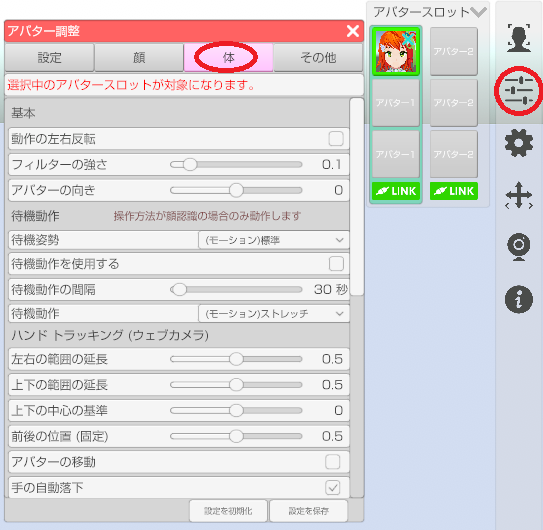 アバター調整
設定 顔 体 その他
選択中のアバタースロットが対象になります。
基本
動作の左右反転
フィルターの強さ 0.1
アバターの向き 0
待機動作 操作方法が顔認識の場合のみ動作します
待機姿勢 (モーション)標準
待機動作を使用する
待機動作の間隔 30 秒
待機動作 (モーション)ストレッチ
ハンド トラッキング (ウェブカメラ)
左右の範囲の延長 0.5
上下の範囲の延長 0.5
上下の中心の基準 0
前後の位置 (固定) 0.5
アバターの移動
手の自動落下
設定を初期化 設定を保存
アバタースロット
アバター2
アバター1 アバター2
アバター1 アバター2
LINK LINK